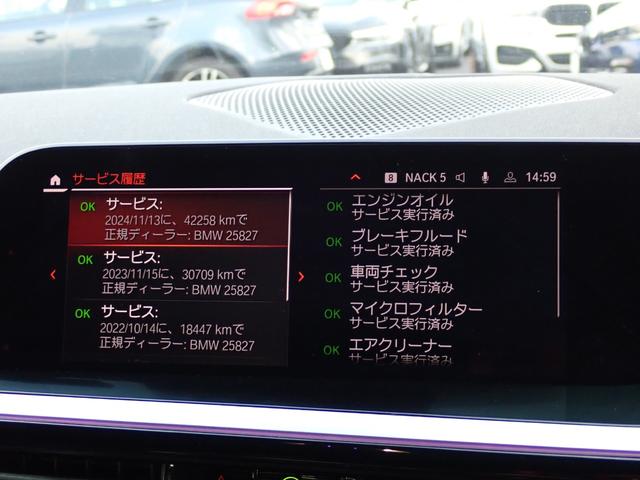 サービス履歴
8 NACK 5 14:59
OK サービス:
2024/11/13に、42258 kmで
正規ディーラー: BMW 25827
OK サービス:
2023/11/15に、30709 kmで
正規ディーラー: BMW 25827
OK サービス:
2022/10/14に、18447 kmで
正規ディーラー: BMW 25827
OK エンジンオイル
サービス実行済み
OK ブレーキフルード
サービス実行済み
OK 車両チェック
サービス実行済み
OK マイクロフィルター
サービス実行済み
OK エアクリーナー
サービス実行済み